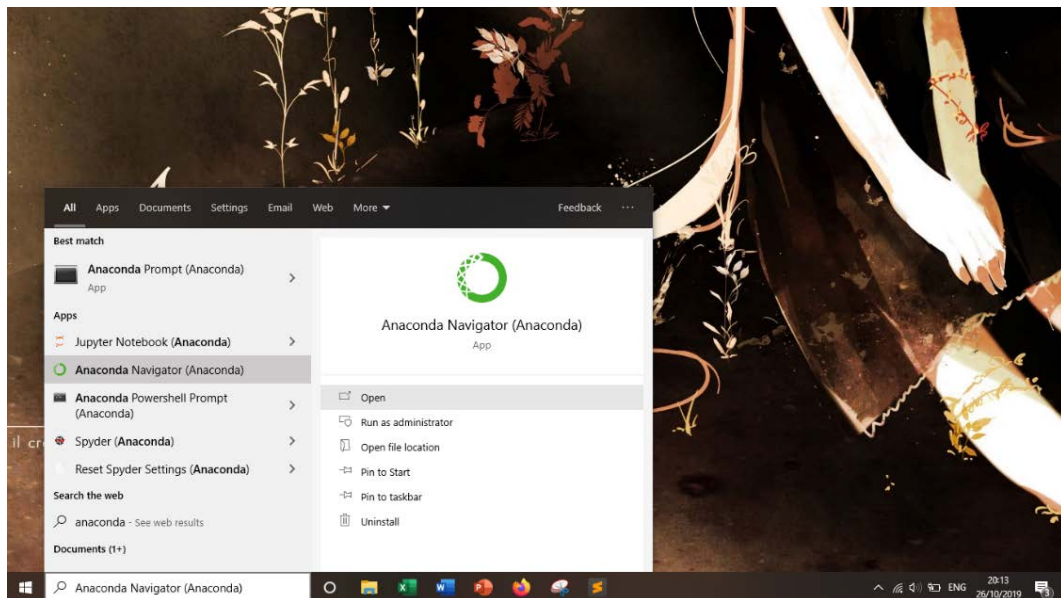 All Apps Documents Settings Email Web More Feedback ...
Best match
Anaconda Prompt (Anaconda)
App
Apps
Jupyter Notebook (Anaconda)
Anaconda Navigator (Anaconda)
Anaconda Powershell Prompt
(Anaconda)
Spyder (Anaconda)
Reset Spyder Settings (Anaconda)
Search the web
anaconda - See web results
Documents (1+)
Anaconda Navigator (Anaconda)
App
Open
Run as administrator
Open file location
Pin to Start
Pin to taskbar
Uninstall
il cr
Anaconda Navigator (Anaconda)
ENG
20:13
26/10/2019
3